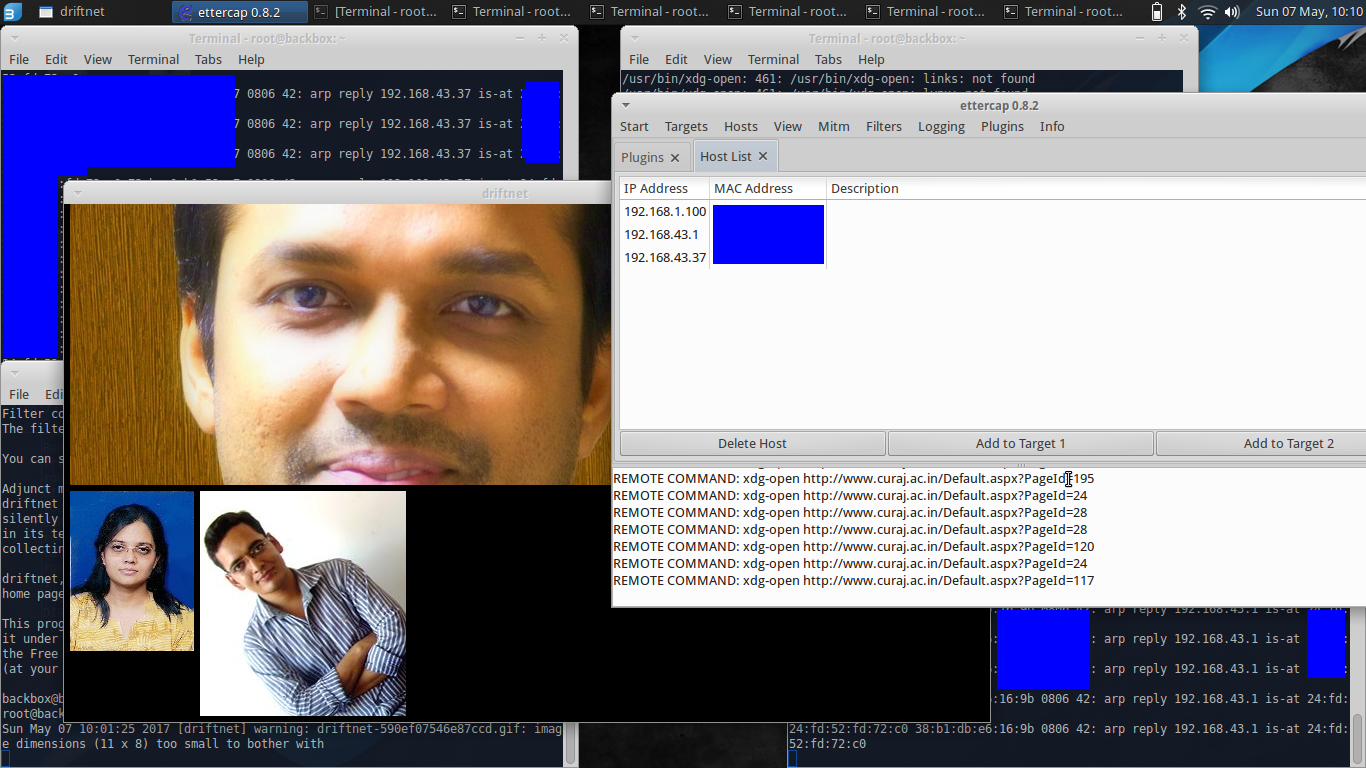 driftnet
ettercap 0.8.2
[Terminal - root...
Terminal - root...
Terminal - root...
Terminal - root...
Terminal - root...
Terminal - root...
Sun 07 May, 10:10
Terminal - root@backbox: ~
File Edit View Terminal Tabs Help
7 0806 42: arp reply 192.168.43.37 is-at
7 0806 42: arp reply 192.168.43.37 is-at
7 0806 42: arp reply 192.168.43.37 is-at
Terminal - root@backbox: ~
File Edit View Terminal Tabs Help
/usr/bin/xdg-open: 461: /usr/bin/xdg-open: links: not found
ettercap 0.8.2
Start Targets Hosts View Mitm Filters Logging Plugins Info
Plugins
Host List
IP Address MAC Address Description
192.168.1.100
192.168.43.1
192.168.43.37
Delete Host Add to Target 1 Add to Target 2
REMOTE COMMAND: xdg-open http://www.curaj.ac.in/Default.aspx?PageId=195
REMOTE COMMAND: xdg-open http://www.curaj.ac.in/Default.aspx?PageId=24
REMOTE COMMAND: xdg-open http://www.curaj.ac.in/Default.aspx?PageId=28
REMOTE COMMAND: xdg-open http://www.curaj.ac.in/Default.aspx?PageId=28
REMOTE COMMAND: xdg-open http://www.curaj.ac.in/Default.aspx?PageId=120
REMOTE COMMAND: xdg-open http://www.curaj.ac.in/Default.aspx?PageId=24
REMOTE COMMAND: xdg-open http://www.curaj.ac.in/Default.aspx?PageId=117
driftnet
File Edi
Filter co
The filte
You can s
Adjunct m
driftnet
silently
in its te
collectin
driftnet,
home page
This prog
it under
the Free
(at your
backbox@b
root@back
Sun May 07 10:01:25 2017 [driftnet] warning: driftnet-590ef07546e87ccd.gif: imag
e dimensions (11 x 8) too small to bother with
: arp reply 192.168.43.1 is-at
: arp reply 192.168.43.1 is-at
:16:9b 0806 42: arp reply 192.168.43.1 is-at 24:fd:
24:fd:52:fd:72:c0 38:b1:db:e6:16:9b 0806 42: arp reply 192.168.43.1 is-at 24:fd:
52:fd:72:c0